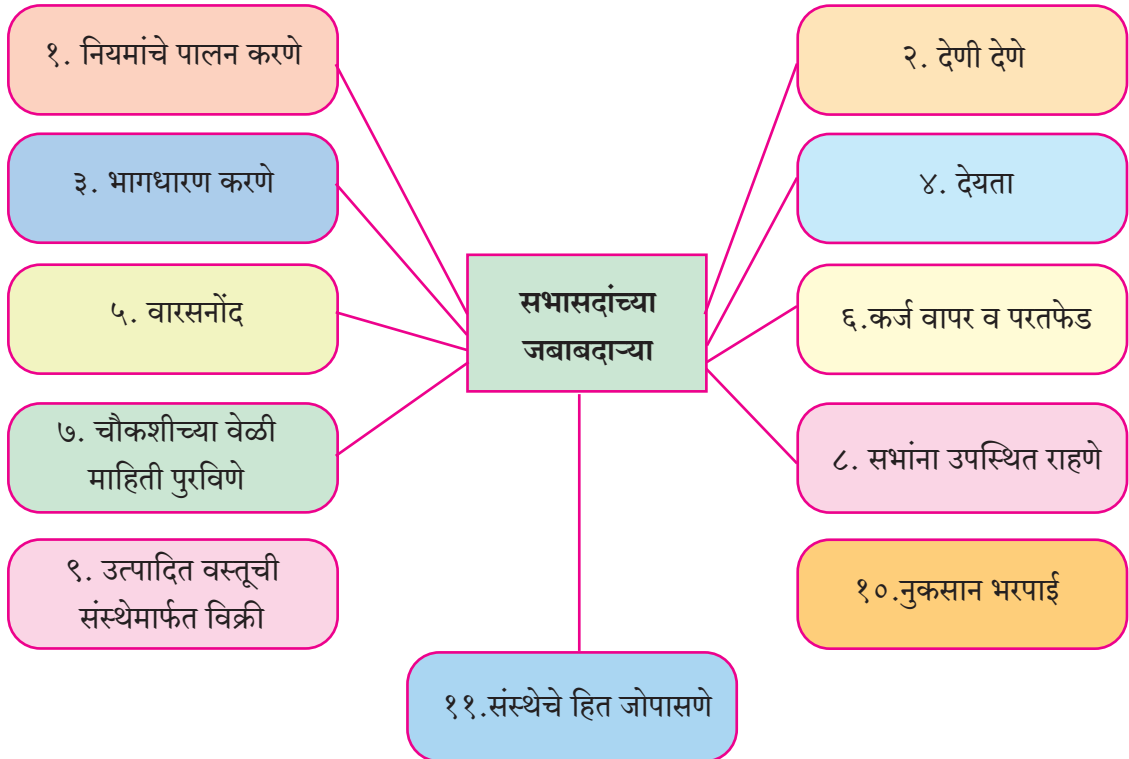 १. नियमांचे पालन करणे
२. देणी देणे
३. भागधारण करणे
४. देयता
सभासदांच्या
जबाबदाऱ्या
५. वारसनोंद
६.कर्ज वापर व परतफेड
७. चौकशीच्या वेळी
माहिती पुरविणे
८. सभांना उपस्थित राहणे
९. उत्पादित वस्तूची
संस्थेमार्फत विक्री
१०.नुकसान भरपाई
११.संस्थेचे हित जोपासणे